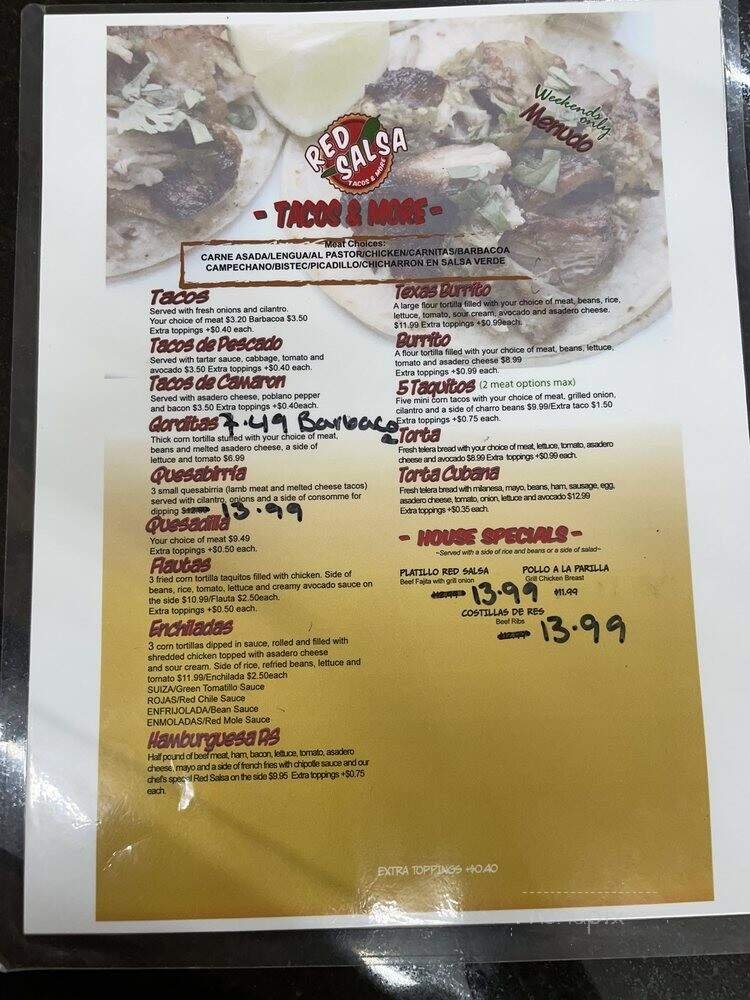 Weekends
only
Menudo
RED
SALSA
TACOS & MORE
- TACOS & MORE -
Meat Choices:
CARNE ASADA/LENGUA/AL PASTOR/CHICKEN/CARNITAS/BARBACOA
CAMPECHANO/BISTEC/PICADILLO/CHICHARRON EN SALSA VERDE
Tacos
Served with fresh onions and cilantro.
Your choice of meat $3.20 Barbacoa $3.50
Extra toppings +$0.40 each.
Tacos de Pescado
Served with tartar sauce, cabbage, tomato and
avocado $3.50 Extra toppings +$0.40 each.
Tacos de Camaron
Served with asadero cheese, poblano pepper
and bacon $3.50 Extra toppings +$0.40each.
Gorditas 7.49 Barbaco
Thick corn tortilla stuffed with your choice of meat,
beans and melted asadero cheese, a side of
lettuce and tomato $6.99
Quesabirria
3 small quesabirria (lamb meat and melted cheese tacos)
served with cilantro, onions and a side of consomme for
dipping 13.99
Quesadilla
Your choice of meat $9.49
Extra toppings +$0.50 each.
Flautas
3 fried corn tortilla taquitos filled with chicken. Side of
beans, rice, tomato, lettuce and creamy avocado sauce on
the side $10.99/Flauta $2.50each.
Extra toppings +$0.50 each.
Enchiladas
3 corn tortillas dipped in sauce, rolled and filled with
shredded chicken topped with asadero cheese
and sour cream. Side of rice, refried beans, lettuce and
tomato $11.99/Enchilada $2.50each
SUIZA/Green Tomatillo Sauce
ROJAS/Red Chile Sauce
ENFRIJOLADA/Bean Sauce
ENMOLADAS/Red Mole Sauce
Hamburguesa RS
Half pound of beef meat, ham, bacon, lettuce, tomato, asadero
cheese, mayo and a side of french fries with chipotle sauce and our
chef's special Red Salsa on the side $9.95 Extra toppings +$0.75
each.
Texas Burrito
A large flour tortilla filled with your choice of meat, beans, rice,
lettuce, tomato, sour cream, avocado and asadero cheese.
$11.99 Extra toppings +$0.99each.
Burrito
A flour tortilla filled with your choice of meat, beans, lettuce,
tomato and asadero cheese $8.99
Extra toppings +$0.99 each.
5 Taquitos (2 meat options max)
Five mini corn tacos with your choice of meat, grilled onion,
cilantro and a side of charro beans $9.99/Extra taco $1.50
Extra toppings +$0.75 each.
Torta
Fresh telera bread with your choice of meat, lettuce, tomato, asadero
cheese and avocado $8.99 Extra toppings +$0.99 each.
Torta Cubana
Fresh telera bread with milanesa, mayo, beans, ham, sausage, egg,
asadero cheese, tomato, onion, lettuce and avocado $12.99
Extra toppings +$0.35 each.
- HOUSE SPECIALS -
~Served with a side of rice and beans or a side of salad~
PLATILLO RED SALSA
Beef Fajita with grill onion
13.99
POLLO A LA PARILLA
Grill Chicken Breast
$11.99
COSTILLAS DE RES
Beef Ribs
13.99
EXTRA TOPPINGS +$0.40